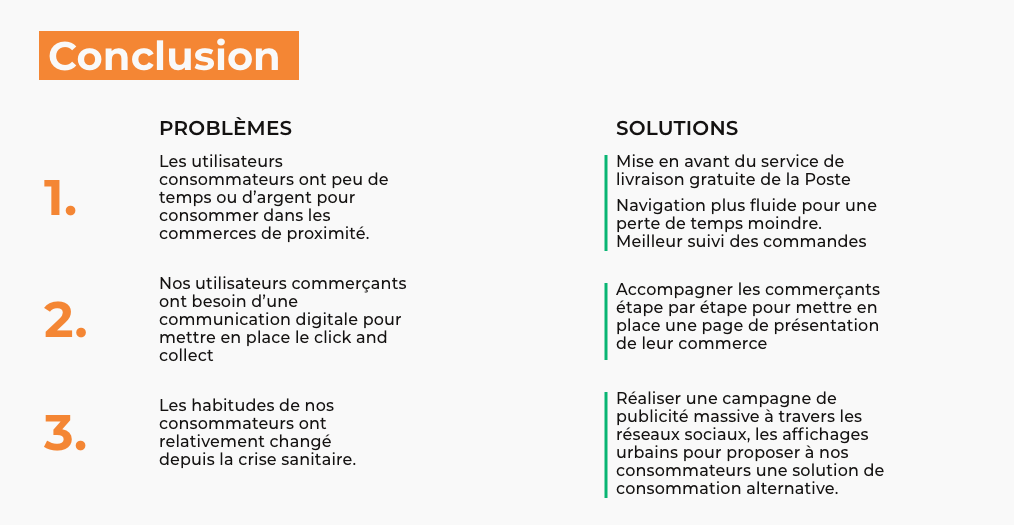 Conclusion
PROBLÈMES
SOLUTIONS
1.
Les utilisateurs
consommateurs ont peu de
temps ou d'argent pour
consommer dans les
commerces de proximité.
Mise en avant du service de
livraison gratuite de la Poste
Navigation plus fluide pour une
perte de temps moindre.
Meilleur suivi des commandes
2.
Nos utilisateurs commerçants
ont besoin d'une
communication digitale pour
mettre en place le click and
collect
Accompagner les commerçants
étape par étape pour mettre en
place une page de présentation
de leur commerce
3.
Les habitudes de nos
consommateurs ont
relativement changé
depuis la crise sanitaire.
Réaliser une campagne de
publicité massive à travers les
réseaux sociaux, les affichages
urbains pour proposer à nos
consommateurs une solution de
consommation alternative.